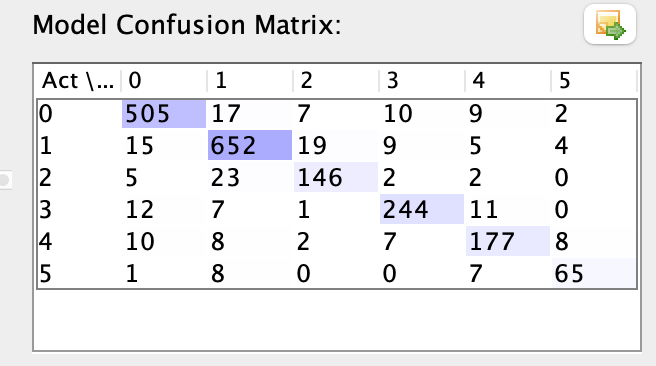 Model Confusion Matrix:
Act \... 0 1 2 3 4 5
0 505 17 7 10 9 2
1 15 652 19 9 5 4
2 5 23 146 2 2 0
3 12 7 1 244 11 0
4 10 8 2 7 177 8
5 1 8 0 0 7 65